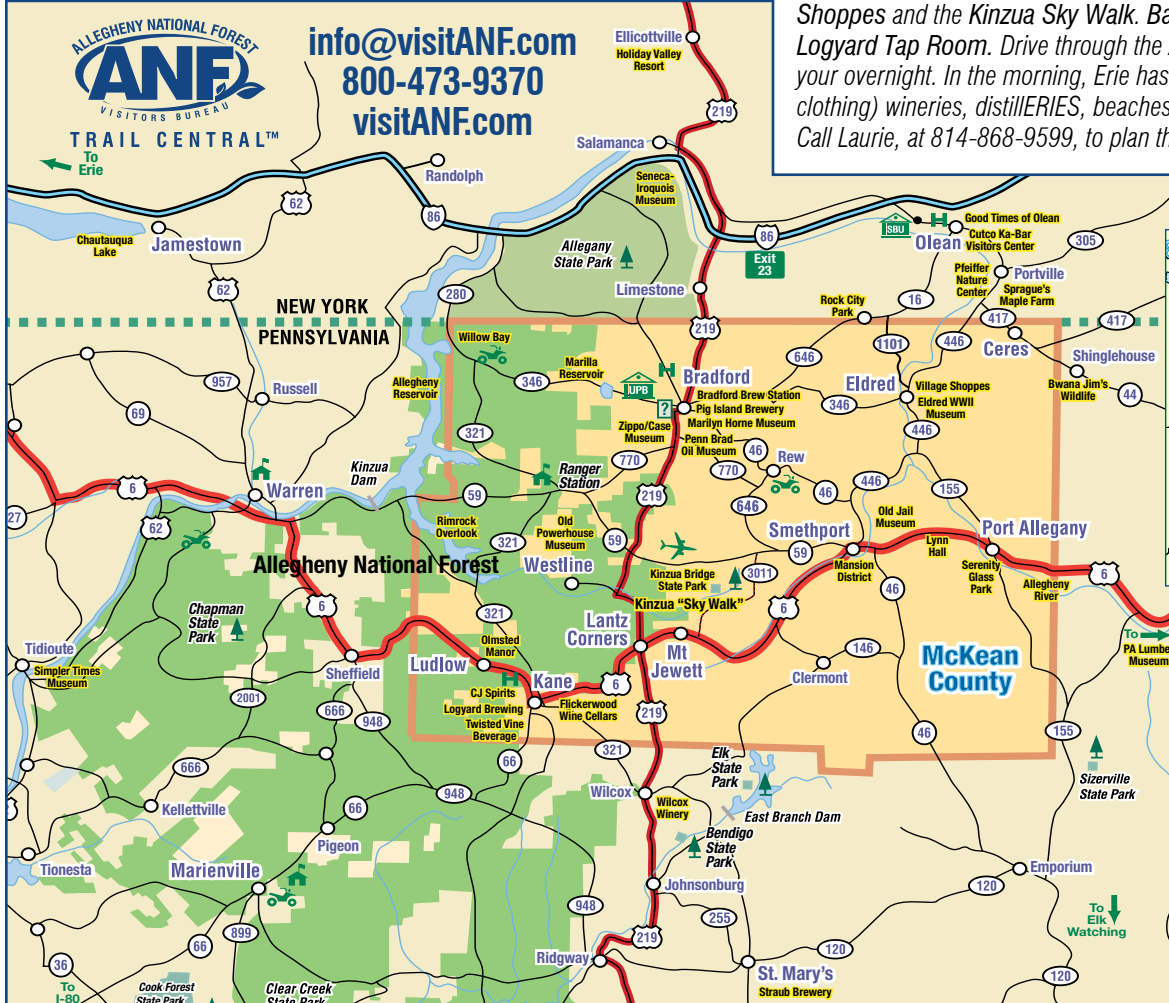 ALLEGHENY NATIONAL FOREST
ANF
VISITORS BUREAU
TRAIL CENTRAL™
info@visitANF.com
800-473-9370
visitANF.com
Shoppes and the Kinzua Sky Walk. Ba
Logyard Tap Room. Drive through the
your overnight. In the morning, Erie has
clothing) wineries, distillERIES, beaches
Call Laurie, at 814-868-9599, to plan th
Ellicottville
Holiday Valley
Resort
219
To
Erie
Randolph
Salamanca
Seneca-
Iroquois
Museum
62
86
Chautauqua
Lake
Jamestown
Allegany
State Park
86
Exit
23
SBU
Olean
Good Times of Olean
Cutco Ka-Bar
Visitors Center
305
Pfeiffer
Nature
Center
Portville
Sprague's
Maple Farm
62
280
Limestone
Rock City
Park
16
NEW YORK
PENNSYLVANIA
219
417
417
Ceres
Willow Bay
1101
446
646
Shinglehouse
Bwana Jim's
Wildlife
44
957
Russell
Allegheny
Reservoir
346
Marilla
Reservoir
UPB
Bradford
Eldred
Village Shoppes
Eldred WWII
Museum
346
69
?
Bradford Brew Station
Pig Island Brewery
Zippo/Case
Museum
Marilyn Horne Museum
Penn Brad
Oil Museum
446
321
46
Rew
770
770
Kinzua
Dam
Ranger
Station
6
Warren
59
219
646
46
446
155
27
62
Rimrock
Overlook
Old
Powerhouse
Museum
Old Jail
Museum
Smethport
Port Allegany
321
59
59
Lynn
Hall
Allegheny National Forest
Westline
Kinzua Bridge
State Park
3011
Mansion
District
Serenity
Glass
Park
Allegheny
River
6
46
6
Chapman
State
Park
321
Kinzua "Sky Walk"
6
Lantz
Corners
Tidioute
Simpler Times
Museum
Sheffield
Ludlow
Olmsted
Manor
Mt
Jewett
146
Clermont
McKean
County
To
PA Lumbe
Museum
Kane
6
CJ Spirits
Logyard Brewing
Twisted Vine
Beverage
Flickerwood
Wine Cellars
2001
666
948
219
46
155
321
66
Elk
State
Park
Sizerville
State Park
666
Kellettville
948
Wilcox
Wilcox
Winery
East Branch Dam
66
Pigeon
Bendigo
State
Park
Tionesta
Marienville
Johnsonburg
Emporium
120
948
255
To
Elk
Watching
899
66
219
120
36
Ridgway
St. Mary's
Straub Brewery
120
To
I-80
Cook Forest
State Park
Clear Creek
State Park